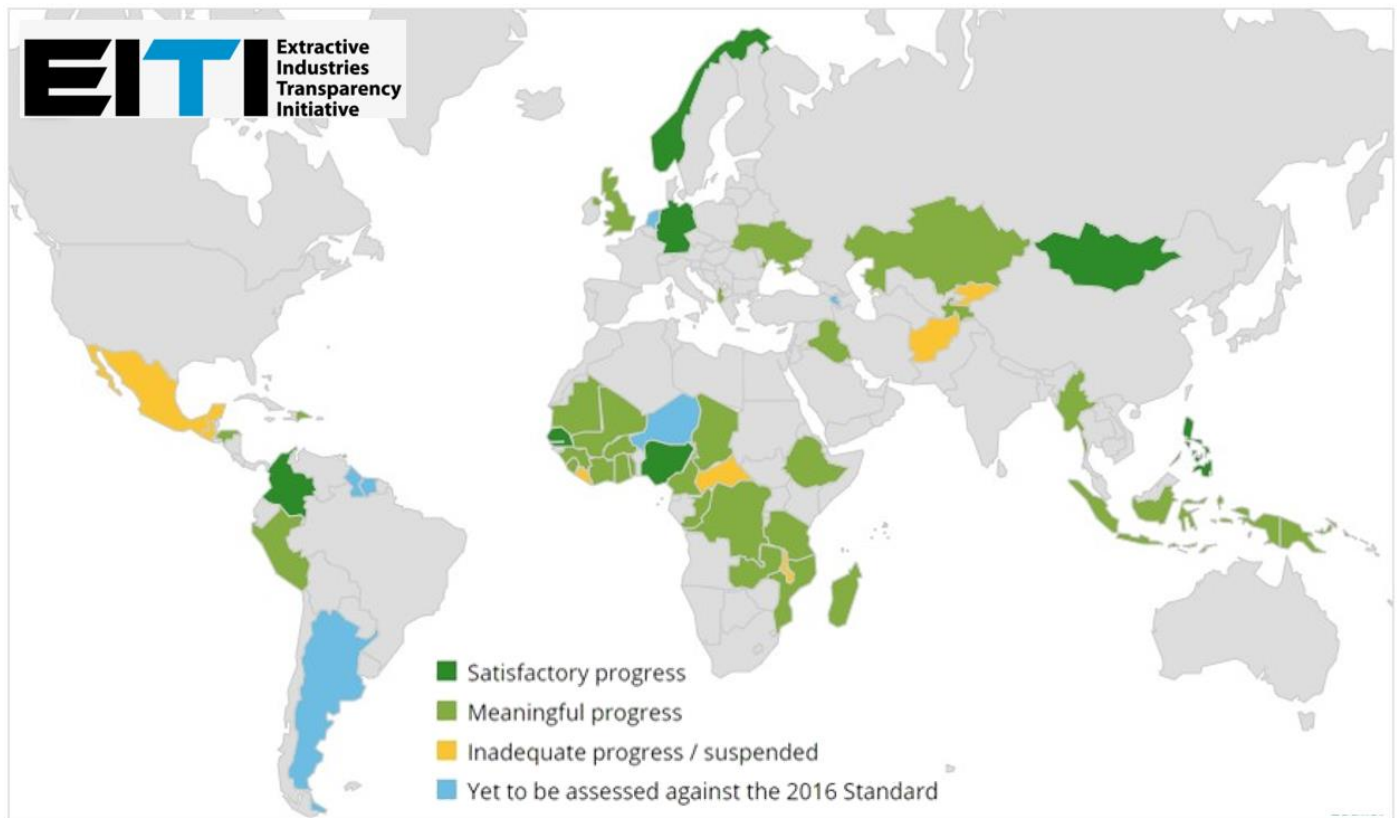 EITI
Extractive
Industries
Transparency
Initiative
Satisfactory progress
Meaningful progress
Inadequate progress / suspended
Yet to be assessed against the 2016 Standard